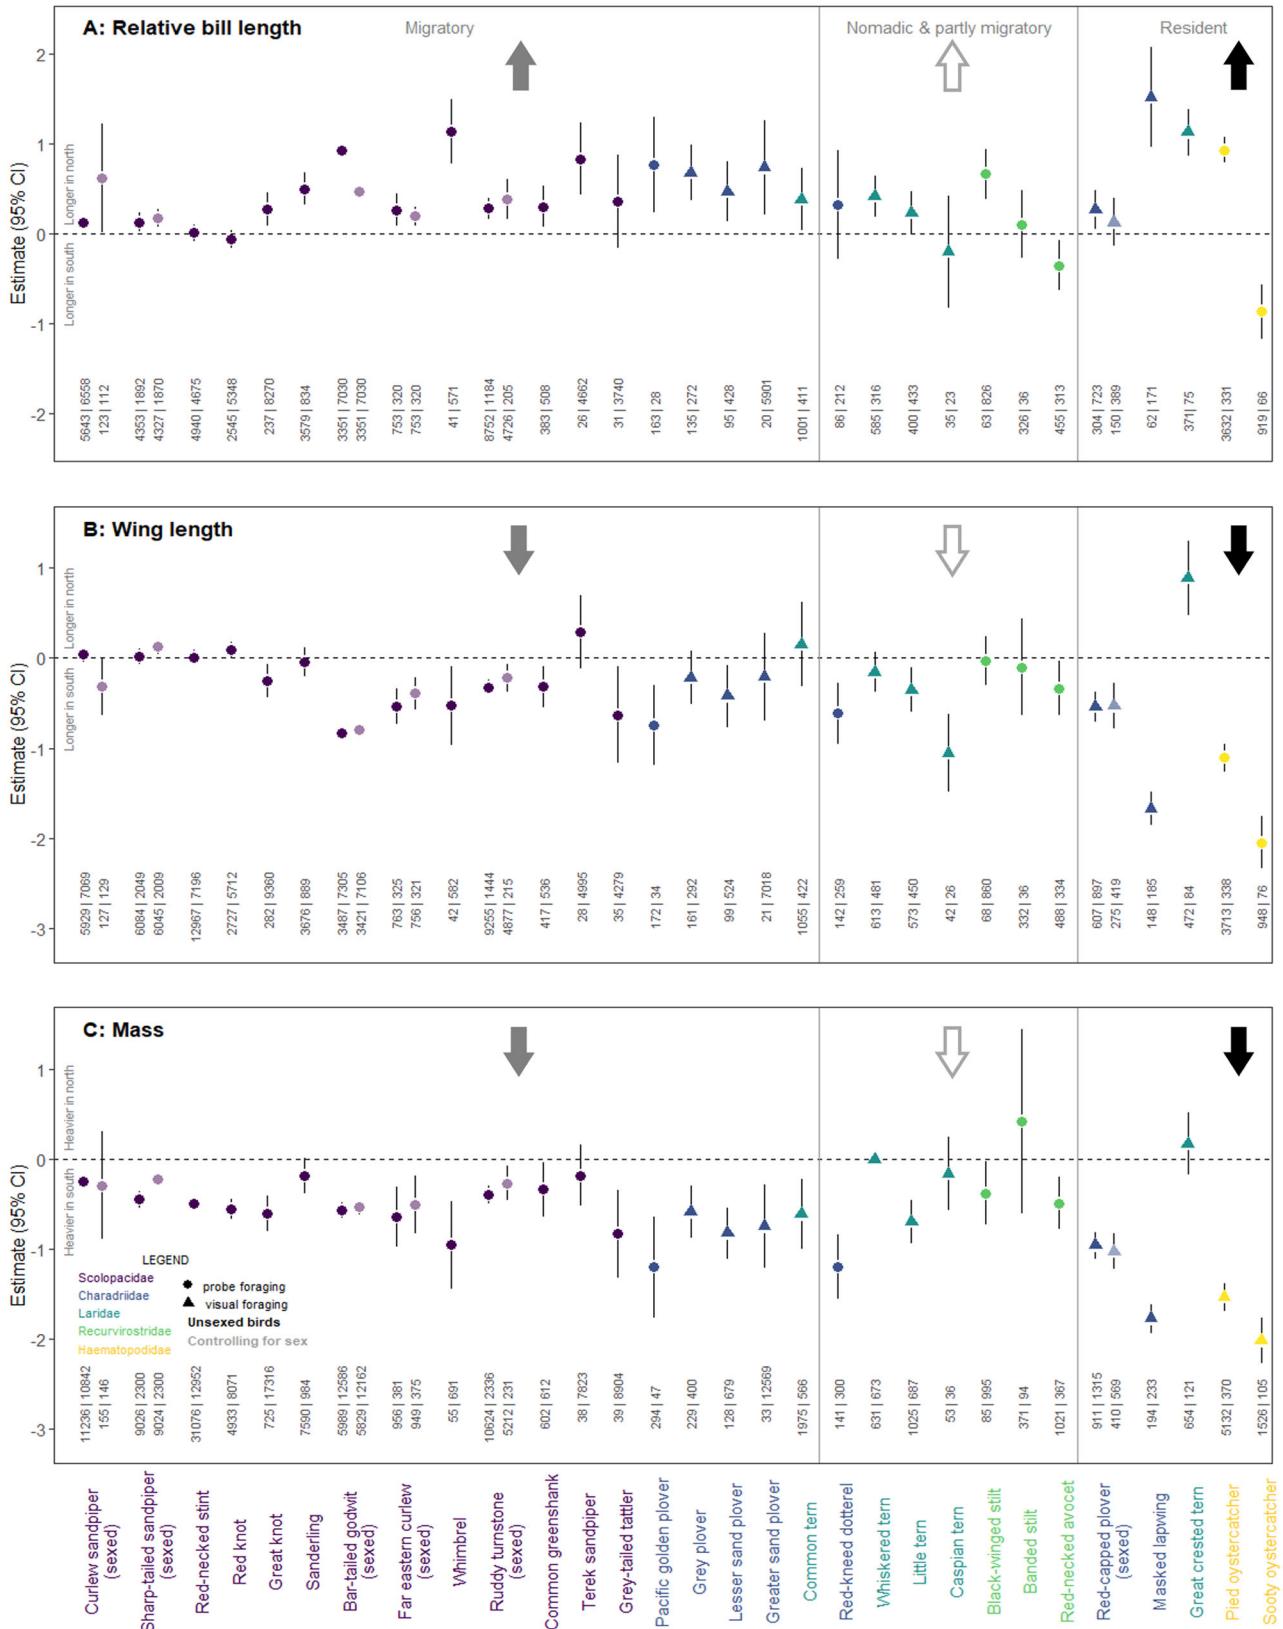 A: Relative bill length
Migratory
Nomadic & partly migratory
Resident
Estimate (95% CI)
2
1
0
-1
-2
Longer in north
Longer in south
5643 | 6558
123 | 112
4353 | 1892
4327 | 1870
4940 | 4675
2545 | 5348
237 | 8270
3579 | 834
3351 | 7030
3351 | 7030
753 | 320
753 | 320
41 | 571
8752 | 1184
4726 | 205
383 | 508
26 | 4662
31 | 3740
163 | 28
135 | 272
95 | 428
20 | 5901
1001 | 411
86 | 212
585 | 316
400 | 433
35 | 23
63 | 826
326 | 36
455 | 313
304 | 723
150 | 389
62 | 171
371 | 75
3632 | 331
919 | 66
B: Wing length
Estimate (95% CI)
1
0
-1
-2
-3
Longer in north
Longer in south
5929 | 7089
127 | 129
6084 | 2049
6045 | 2009
12967 | 7196
2727 | 5712
282 | 9360
3676 | 889
3487 | 7305
3421 | 7106
763 | 325
756 | 321
42 | 582
9255 | 1444
4877 | 215
417 | 536
28 | 4995
35 | 4279
172 | 34
161 | 292
99 | 524
21 | 7018
1055 | 422
142 | 259
613 | 481
573 | 450
42 | 26
68 | 860
332 | 36
488 | 334
607 | 897
275 | 419
148 | 185
472 | 84
3713 | 338
948 | 76
C: Mass
Estimate (95% CI)
1
0
-1
-2
-3
Heavier in north
Heavier in south
LEGEND
Scolopacidae
Charadriidae
Laridae
Recurvirostridae
Haematopodidae
probe foraging
visual foraging
Unsexed birds
Controlling for sex
11236 | 10842
155 | 146
9026 | 2300
9024 | 2300
31076 | 12952
4933 | 8071
725 | 17316
7590 | 984
5989 | 12586
5829 | 12162
956 | 381
949 | 375
55 | 691
10624 | 2336
5212 | 231
602 | 612
38 | 7823
39 | 8904
294 | 47
229 | 400
128 | 679
33 | 12569
1975 | 566
141 | 300
631 | 673
1025 | 687
53 | 36
85 | 995
371 | 94
1021 | 367
911 | 1315
410 | 569
194 | 233
654 | 121
5132 | 370
1526 | 105
Curlew sandpiper
(sexed)
Sharp-tailed sandpiper
(sexed)
Red-necked stint
Red knot
Great knot
Sanderling
Bar-tailed godvit
(sexed)
Far eastern curlew
(sexed)
Whimbrel
Ruddy turnstone
(sexed)
Common greenshank
Terek sandpiper
Grey-tailed tattler
Pacific golden plover
Grey plover
Lesser sand plover
Greater sand plover
Common tern
Red-kneed dotterel
Whiskered tern
Little tern
Caspian tern
Black-winged stilt
Banded stilt
Red-necked avocet
Red-capped plover
(sexed)
Masked lapwing
Great crested tern
Pied oystercatcher
Sooty oystercatcher